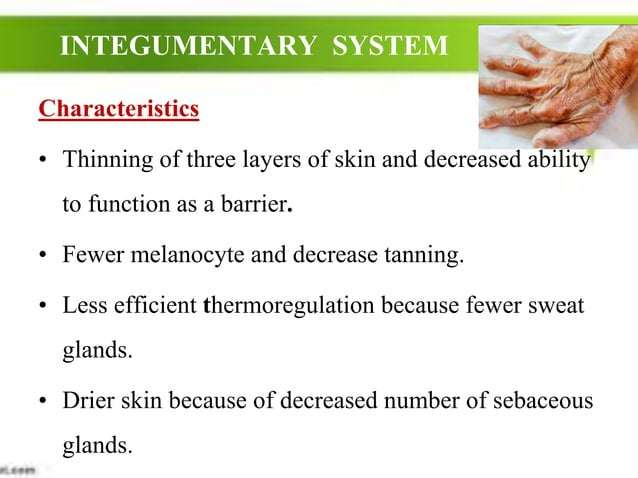 INTEGUMENTARY SYSTEM
Characteristics
• Thinning of three layers of skin and decreased ability
to function as a barrier.
• Fewer melanocyte and decrease tanning.
• Less efficient thermoregulation because fewer sweat
glands.
• Drier skin because of decreased number of sebaceous
glands.